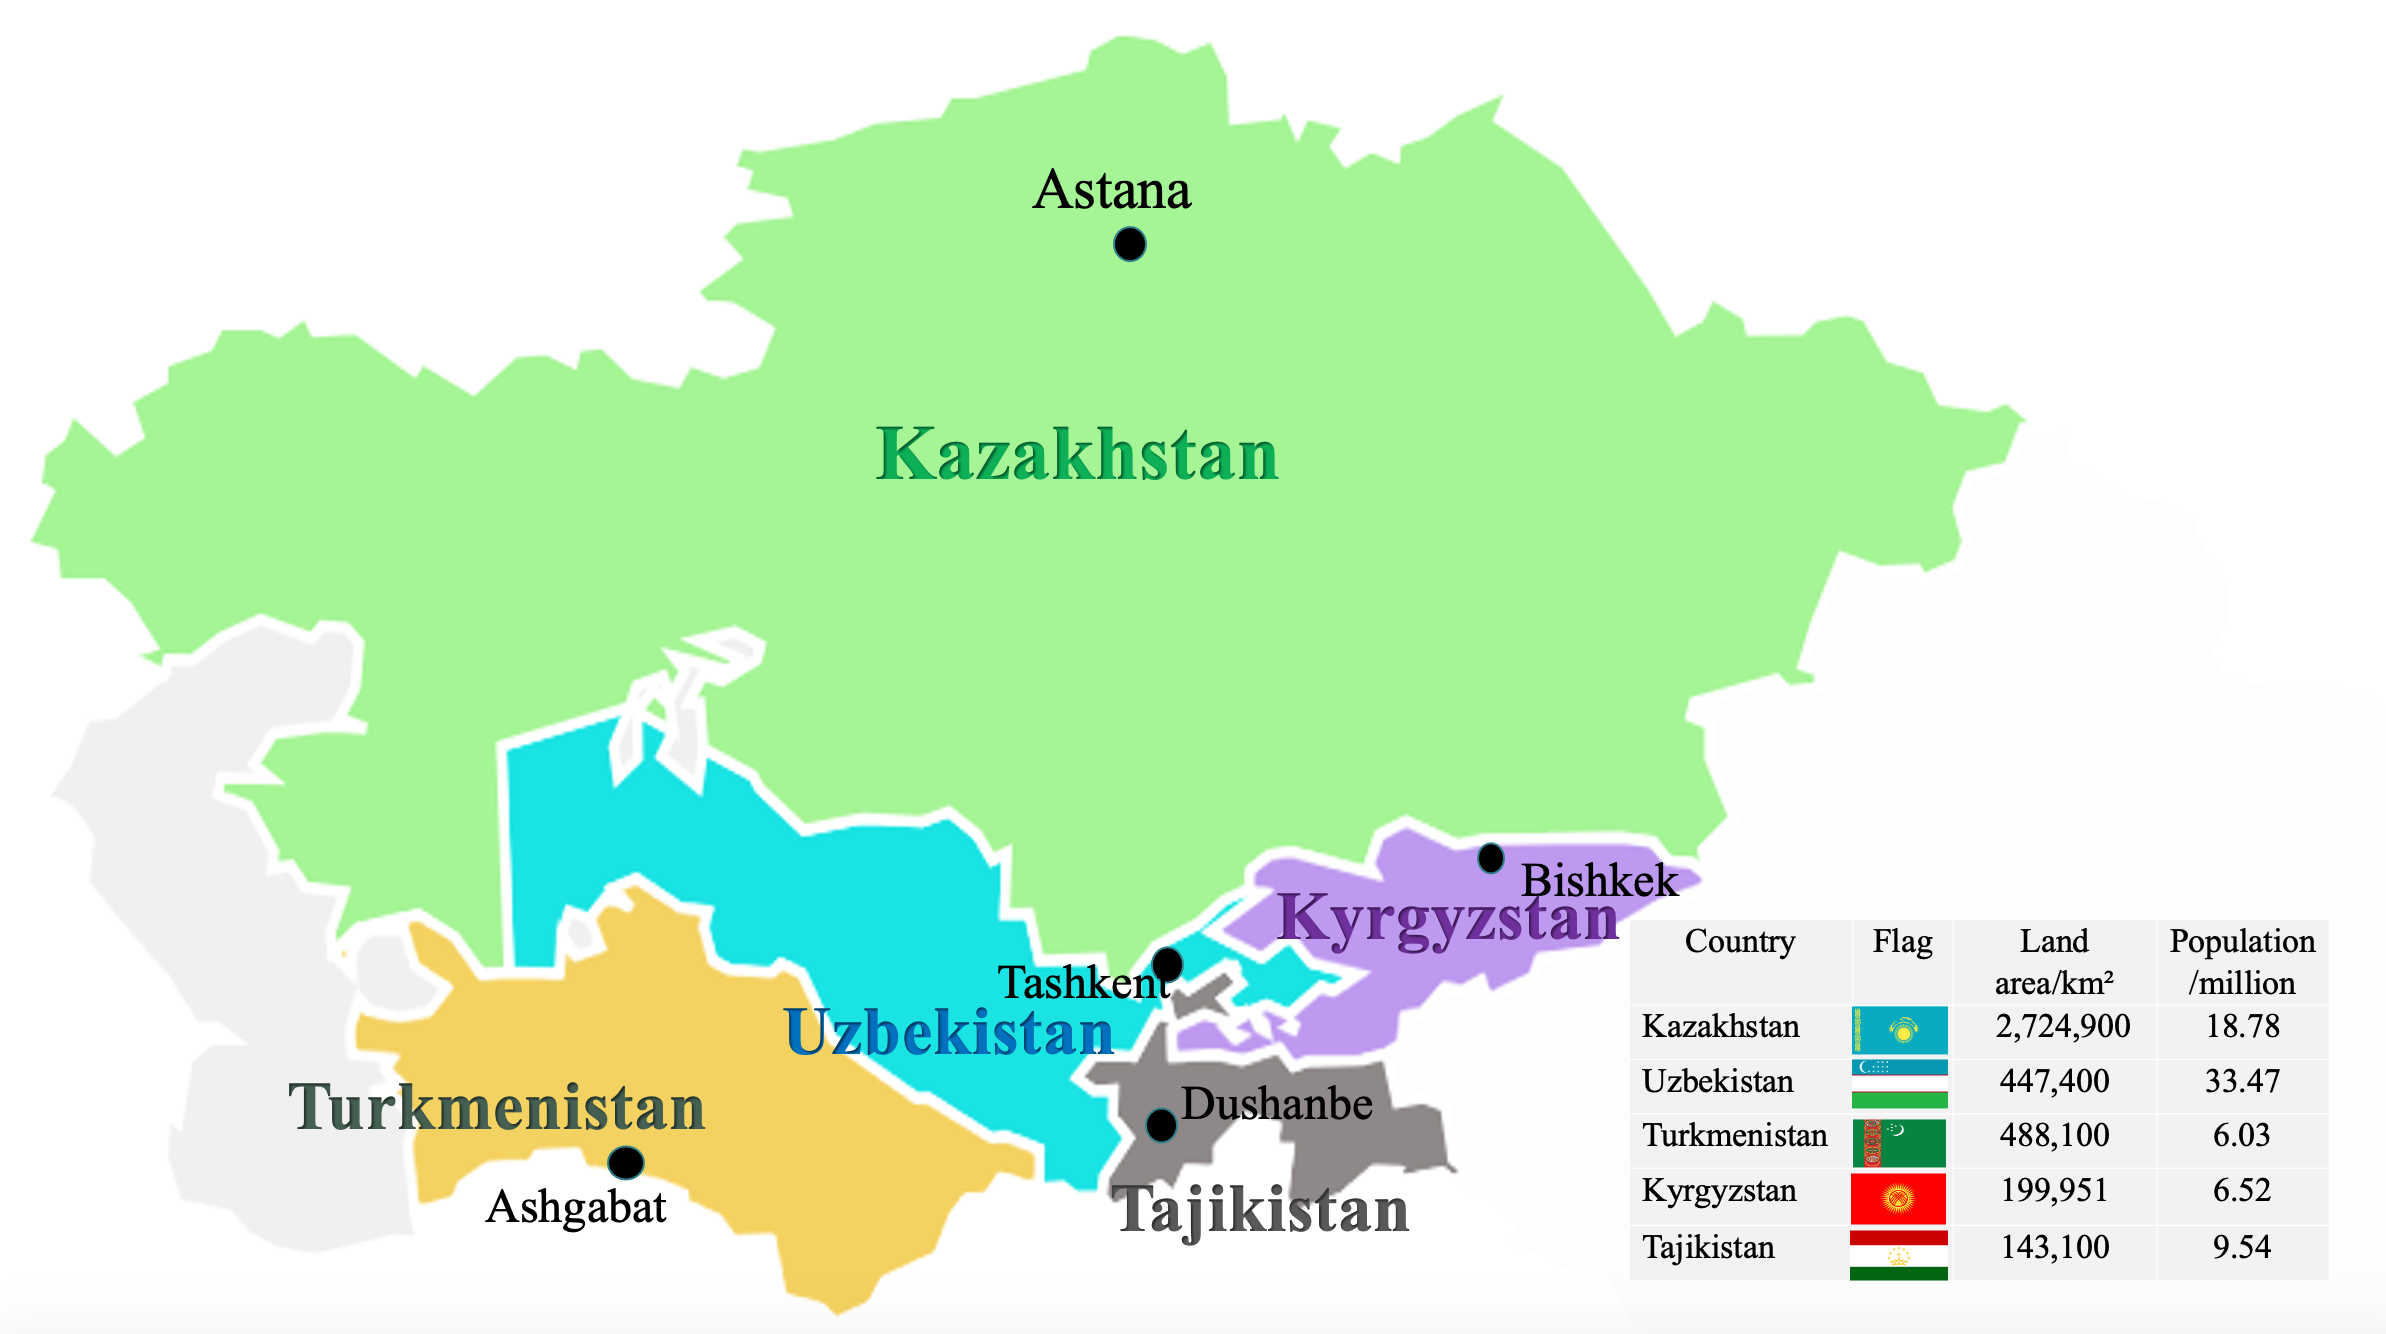 Astana
Kazakhstan
Bishkek
Kyrgyzstan
Tashkent
Uzbekistan
Turkmenistan
Dushanbe
Ashgabat
Tajikistan
Country Flag Land area/km² Population /million
Kazakhstan 2,724,900 18.78
Uzbekistan 447,400 33.47
Turkmenistan 488,100 6.03
Kyrgyzstan 199,951 6.52
Tajikistan 143,100 9.54